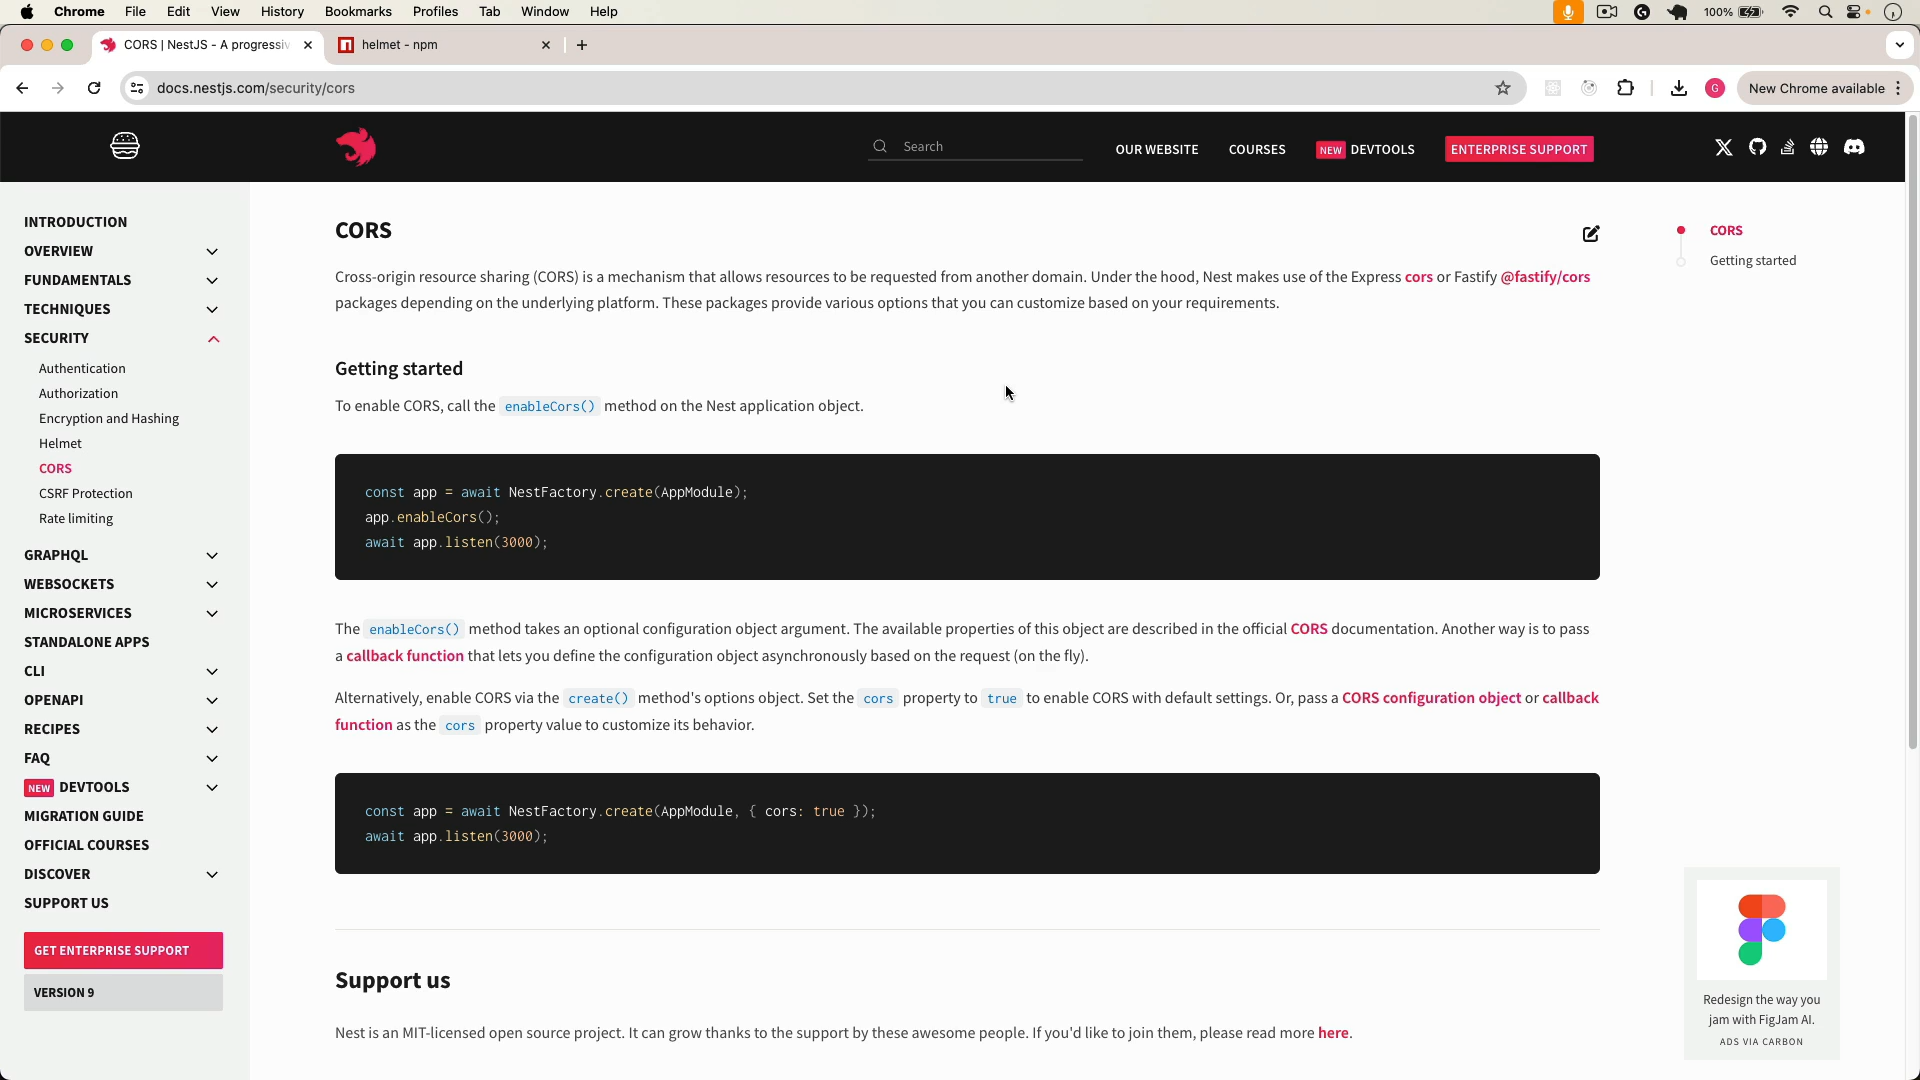 Chrome File Edit View History Bookmarks Profiles Tab Window Help 100%
CORS | NestJS - A progressiv
helmet - npm
docs.nestjs.com/security/cors
G
New Chrome available
Search
OUR WEBSITE
COURSES
NEW DEVTOOLS
ENTERPRISE SUPPORT
INTRODUCTION
OVERVIEW
FUNDAMENTALS
TECHNIQUES
SECURITY
Authentication
Authorization
Encryption and Hashing
Helmet
CORS
CSRF Protection
Rate limiting
GRAPHQL
WEBSOCKETS
MICROSERVICES
STANDALONE APPS
CLI
OPENAPI
RECIPES
FAQ
NEW DEVTOOLS
MIGRATION GUIDE
OFFICIAL COURSES
DISCOVER
SUPPORT US
GET ENTERPRISE SUPPORT
VERSION 9
CORS
Cross-origin resource sharing (CORS) is a mechanism that allows resources to be requested from another domain. Under the hood, Nest makes use of the Express cors or Fastify @fastify/cors
packages depending on the underlying platform. These packages provide various options that you can customize based on your requirements.
Getting started
To enable CORS, call the enableCors() method on the Nest application object.
const app = await NestFactory.create(AppModule);
app.enableCors();
await app.listen(3000);
The enableCors() method takes an optional configuration object argument. The available properties of this object are described in the official CORS documentation. Another way is to pass
a callback function that lets you define the configuration object asynchronously based on the request (on the fly).
Alternatively, enable CORS via the create() method's options object. Set the cors property to true to enable CORS with default settings. Or, pass a CORS configuration object or callback
function as the cors property value to customize its behavior.
const app = await NestFactory.create(AppModule, { cors: true });
await app.listen(3000);
Support us
Nest is an MIT-licensed open source project. It can grow thanks to the support by these awesome people. If you'd like to join them, please read more here.
CORS
Getting started
Redesign the way you
jam with FigJam AI.
ADS VIA CARBON